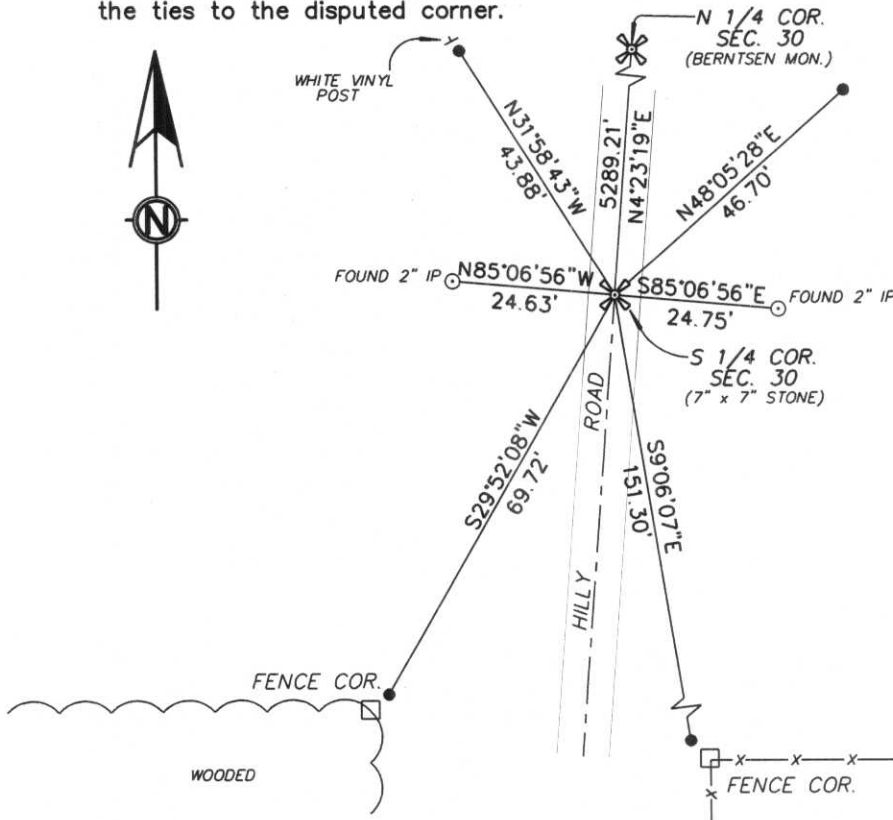 the ties to the disputed corner.
N 1/4 COR.
SEC. 30
(BERNTSEN MON.)
WHITE VINYL
POST
N
N31°58'43"W
43.88'
5289.21'
N4°23'19"E
N48°05'28"E
46.70'
FOUND 2" IP
N85°06'56"W
24.63'
S85°06'56"E
24.75'
FOUND 2" IP
S 1/4 COR.
SEC. 30
(7" x 7" STONE)
S29°52'08"W
69.72'
HILLY ROAD
S9°06'07"E
151.30'
FENCE COR.
WOODED
x x x
FENCE COR.
x